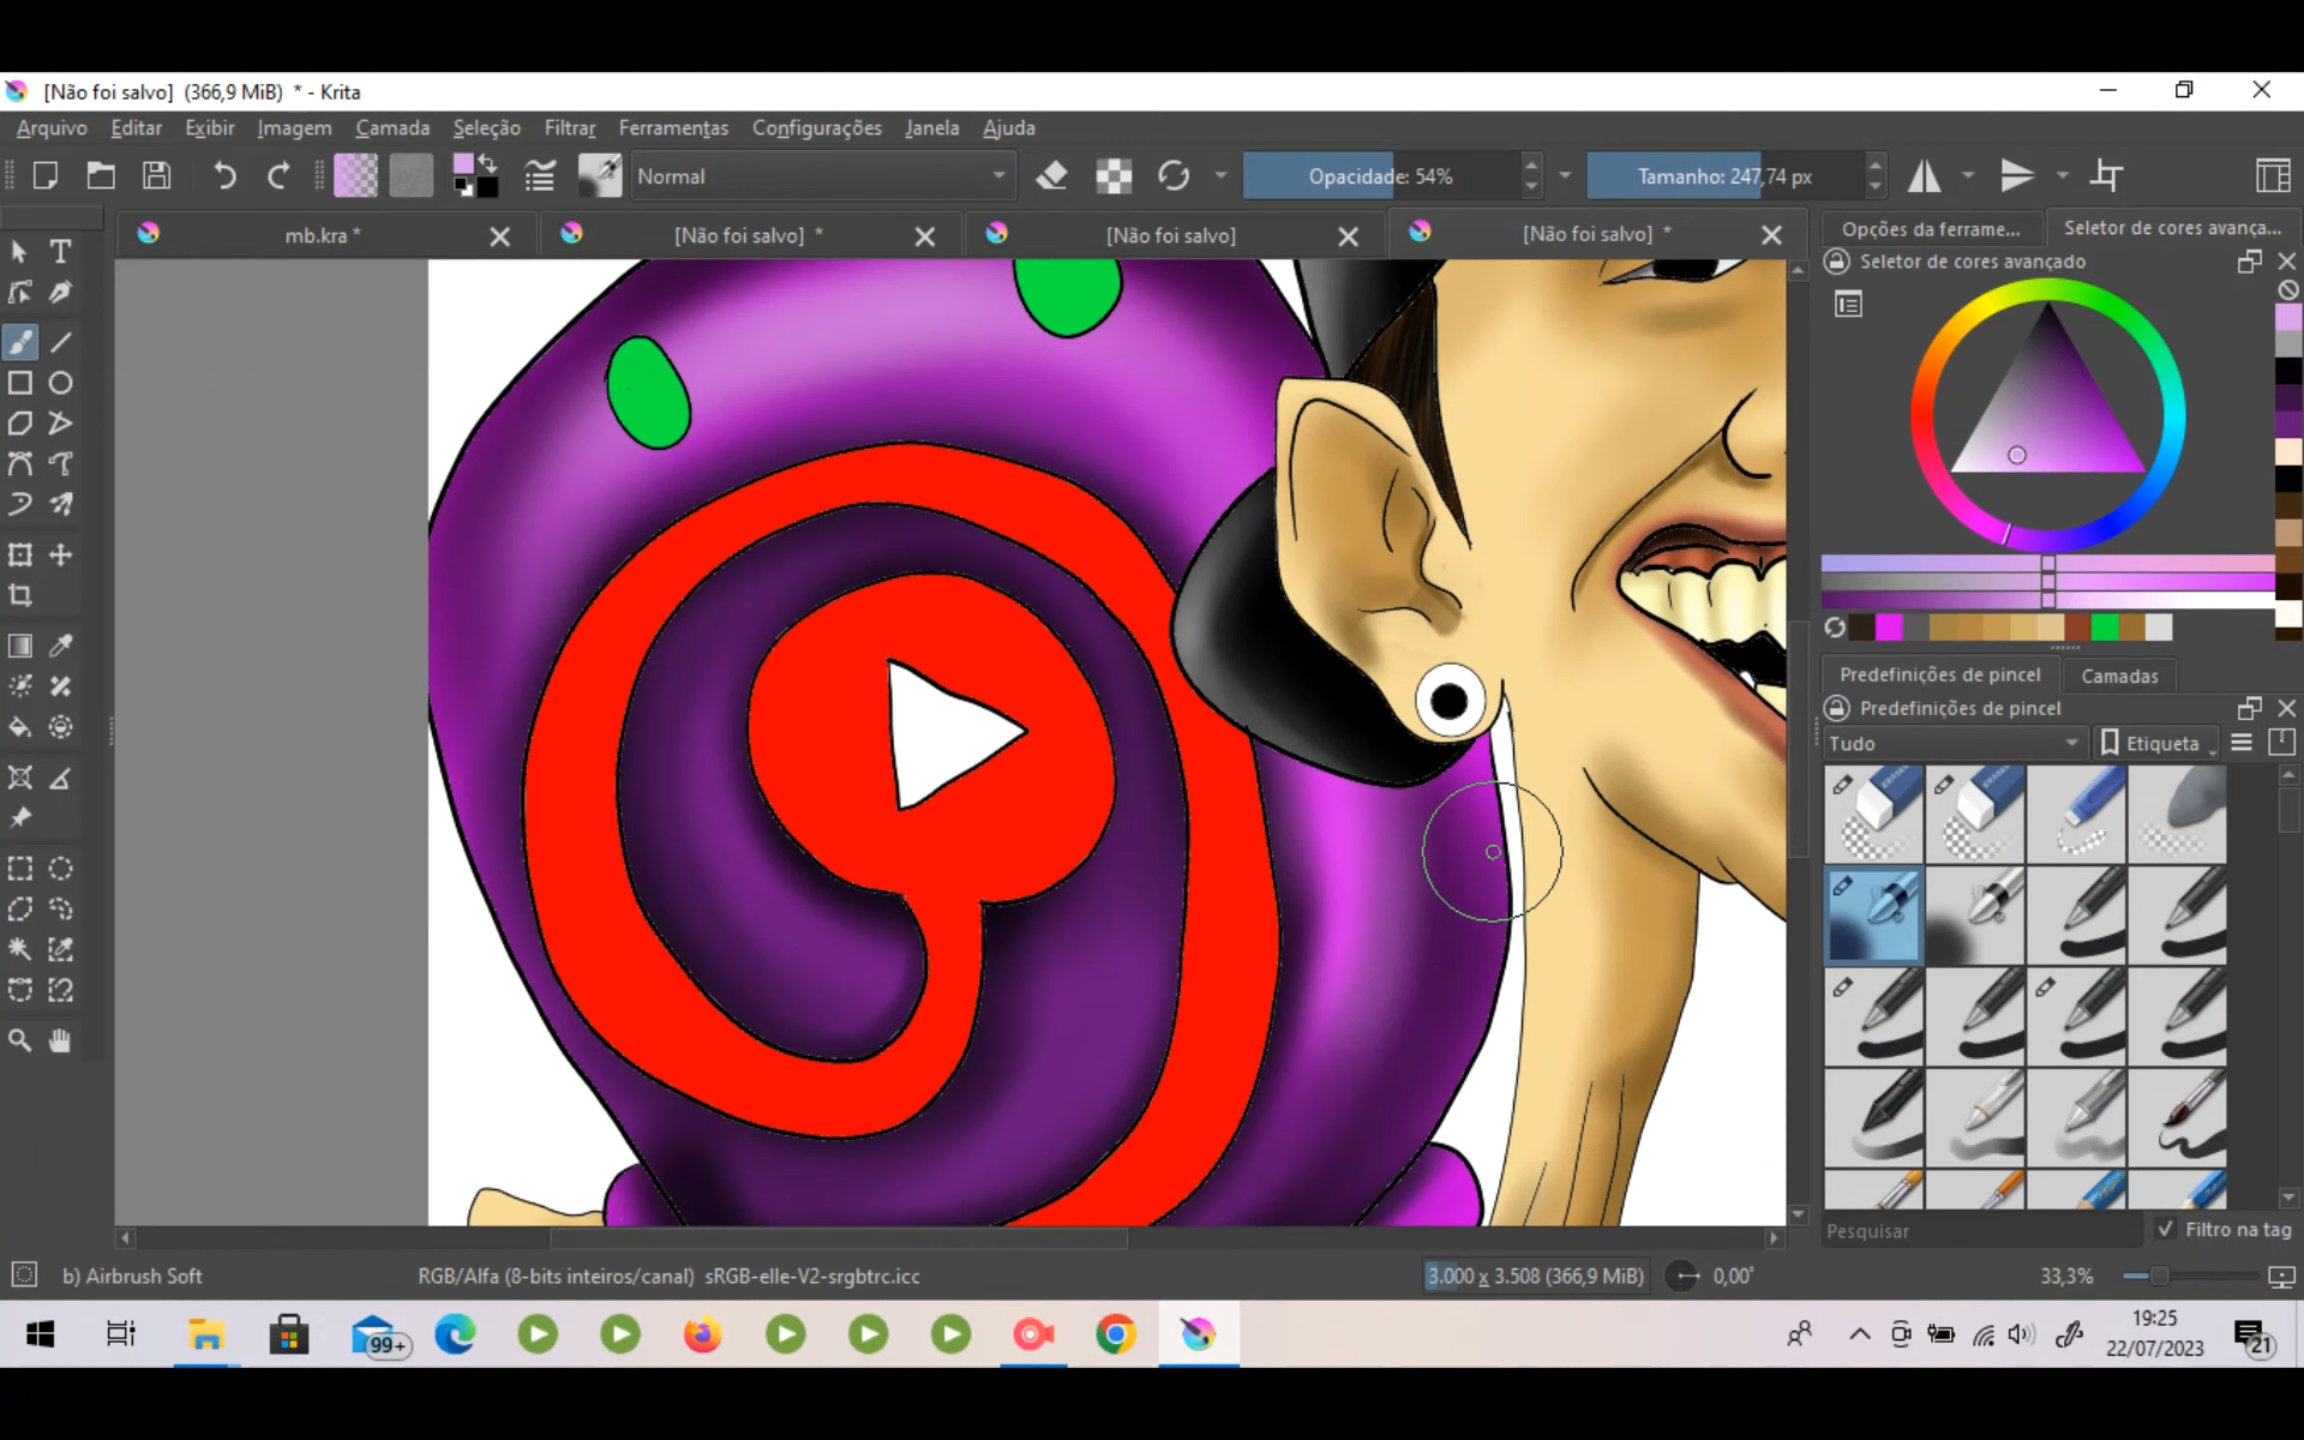 [Não foi salvo] (366,9 MiB) * - Krita
Arquivo Editar Exibir Imagem Camada Seleção Filtrar Ferramentas Configurações Janela Ajuda
Normal Opacidade: 54% Tamanho: 247,74 px
mb.kra * [Não foi salvo] * [Não foi salvo] [Não foi salvo] *
Opções da ferrame... Seletor de cores avança...
Seletor de cores avançado
Predefinições de pincel Camadas
Predefinições de pincel
Tudo Etiqueta
Pesquisar Filtro na tag
b) Airbrush Soft RGB/Alfa (8-bits inteiros/canal) sRGB-elle-V2-srgbtrc.icc 3.000 x 3.508 (366,9 MiB) 0,00° 33,3%
99+
19:25
22/07/2023
21